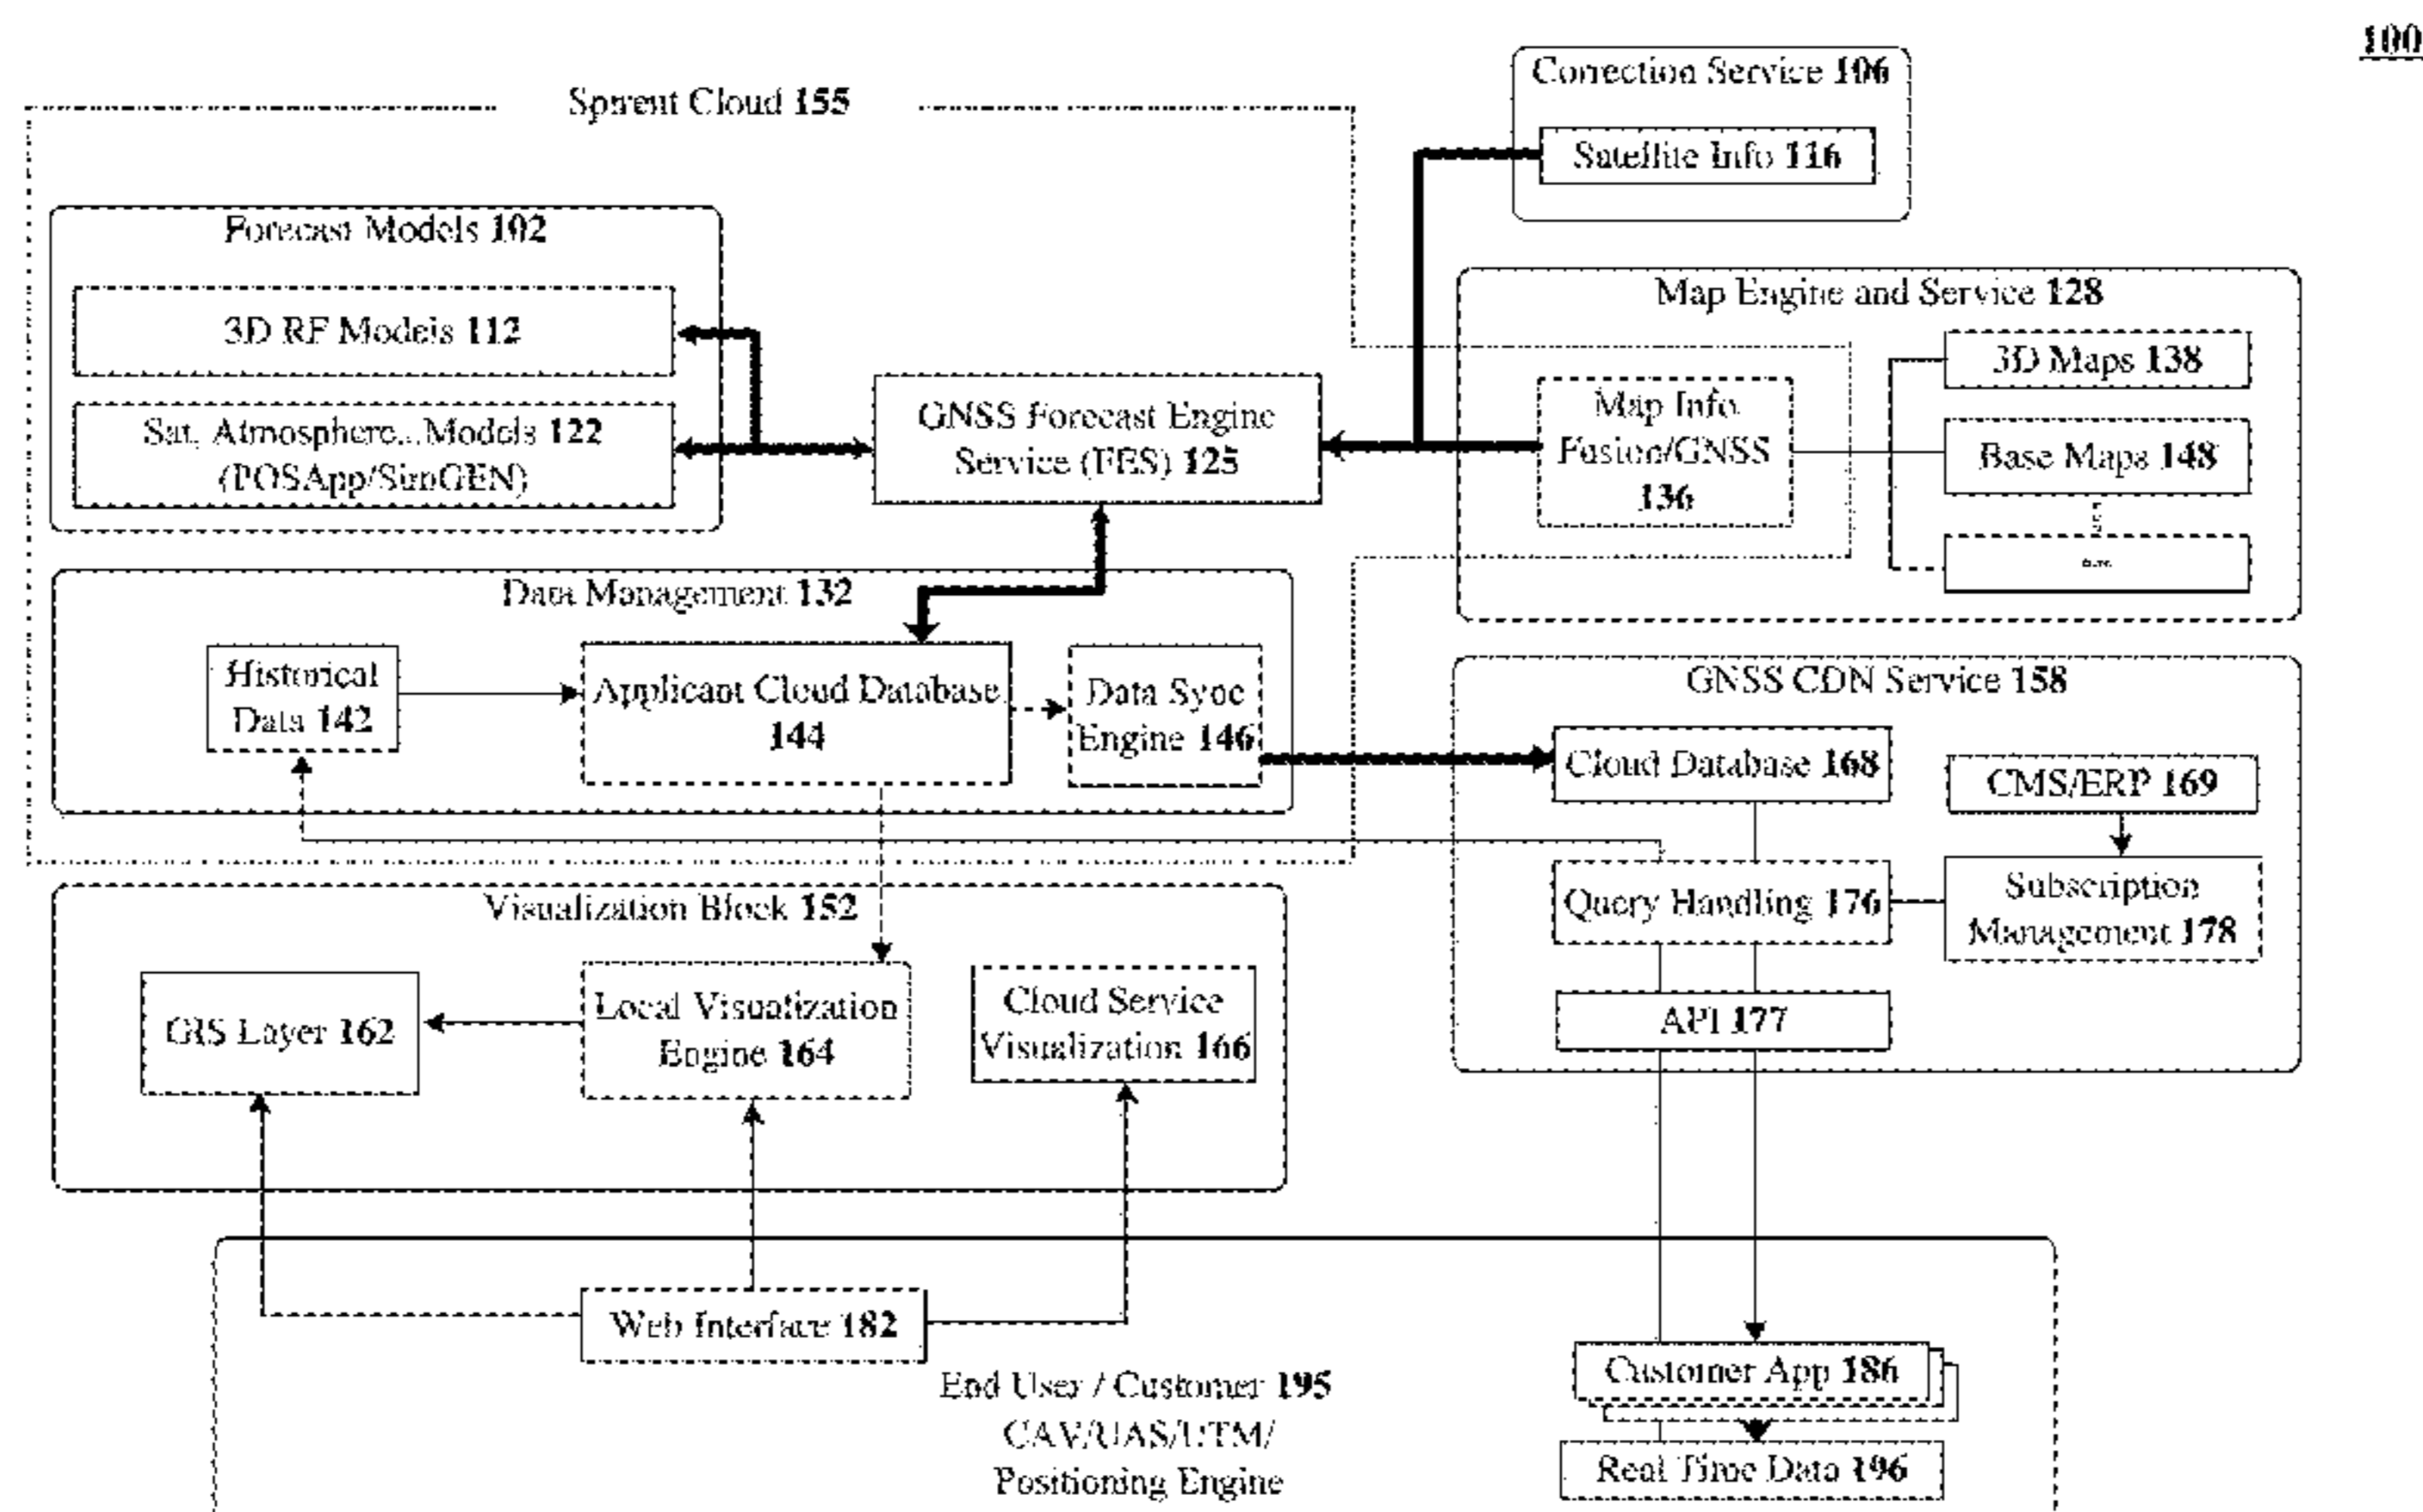 100
Correction Service 106
Satellite Info 116
Spirent Cloud 155
Forecast Models 102
3D RF Models 112
Sat. Atmosphere...Models 122
(POSApp/SimGEN)
GNSS Forecast Engine
Service (FES) 125
Map Engine and Service 128
Map Info
Fusion/GNSS
136
3D Maps 138
Base Maps 148
Data Management 132
Historical
Data 142
Applicant Cloud Database
144
Data Sync
Engine 146
GNSS CDN Service 158
Cloud Database 168
CMS/ERP 169
Query Handling 176
Subscription
Management 178
API 177
Visualization Block 152
GIS Layer 162
Local Visualization
Engine 164
Cloud Service
Visualization 166
Web Interface 182
End User / Customer 195
CAV/UAS/UTM/
Positioning Engine
Customer App 186
Real Time Data 196